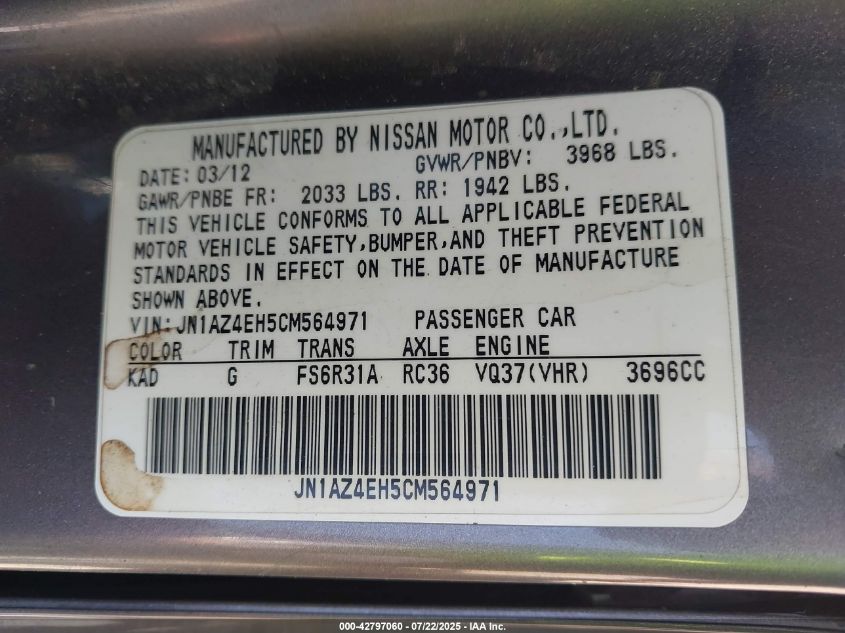 MANUFACTURED BY NISSAN MOTOR CO.,LTD.
DATE: 03/12 GVWR/PNBV: 3968 LBS.
GAWR/PNBE FR: 2033 LBS. RR: 1942 LBS.
THIS VEHICLE CONFORMS TO ALL APPLICABLE FEDERAL
MOTOR VEHICLE SAFETY,BUMPER,AND THEFT PREVENTION
STANDARDS IN EFFECT ON THE DATE OF MANUFACTURE
SHOWN ABOVE.
VIN: JN1AZ4EH5CM564971 PASSENGER CAR
COLOR TRIM TRANS AXLE ENGINE
KAD G FS6R31A RC36 VQ37(VHR) 3696CC
JN1AZ4EH5CM564971
000-42797060 - 07/22/2025 - IAA Inc.